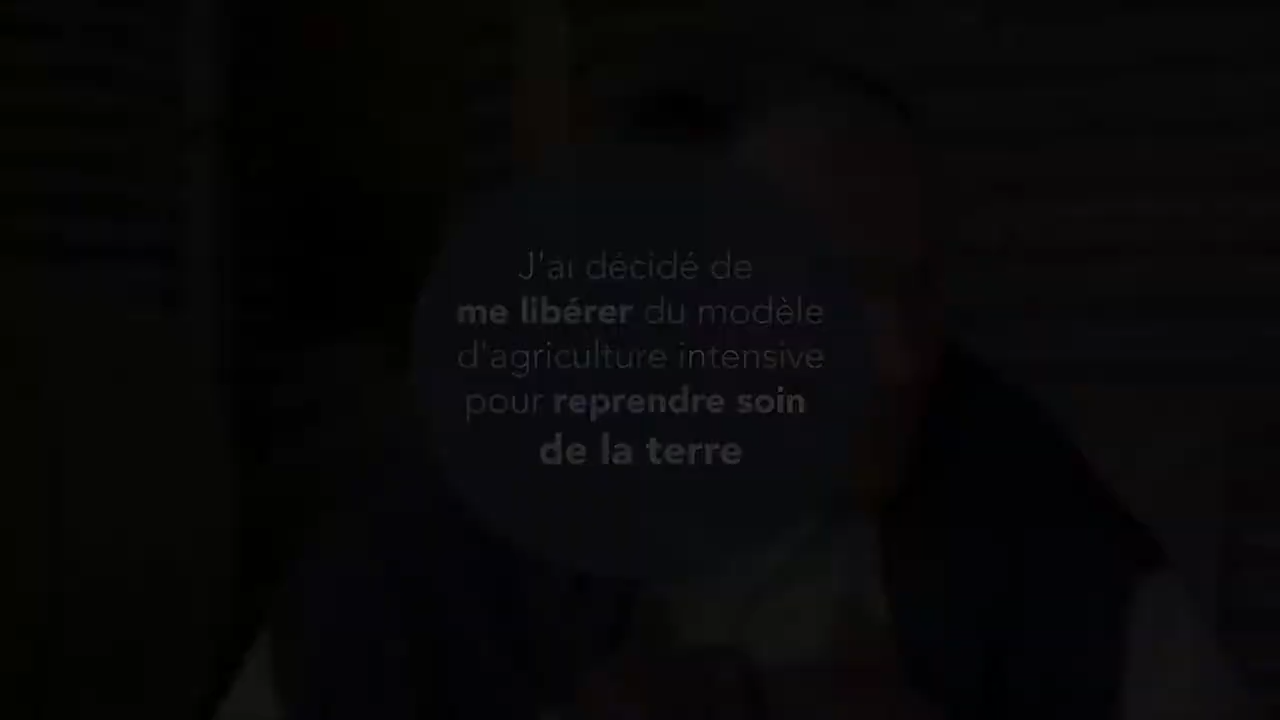 J'ai décidé de
me libérer du modèle
d'agriculture intensive
pour reprendre soin
de la terre